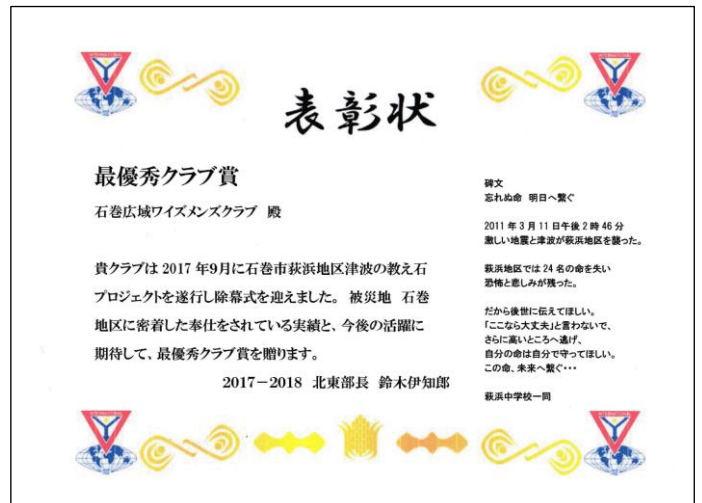 表彰状
最優秀クラブ賞
石巻広域ワイズメンズクラブ 殿
貴クラブは 2017 年9月に石巻市荻浜地区津波の教え石
プロジェクトを遂行し除幕式を迎えました。 被災地 石巻
地区に密着した奉仕をされている実績と、今後の活躍に
期待して、最優秀クラブ賞を贈ります。
2017－2018 北東部長 鈴木伊知郎
碑文
忘れぬ命 明日へ繋ぐ
2011 年 3 月 11 日午後 2 時 46 分
激しい地震と津波が萩浜地区を襲った。
萩浜地区では 24 名の命を失い
恐怖と悲しみが残った。
だから後世に伝えてほしい。
「ここなら大丈夫」と言わないで、
さらに高いところへ逃げ、
自分の命は自分で守ってほしい。
この命、未来へ繋ぐ・・・
萩浜中学校一同